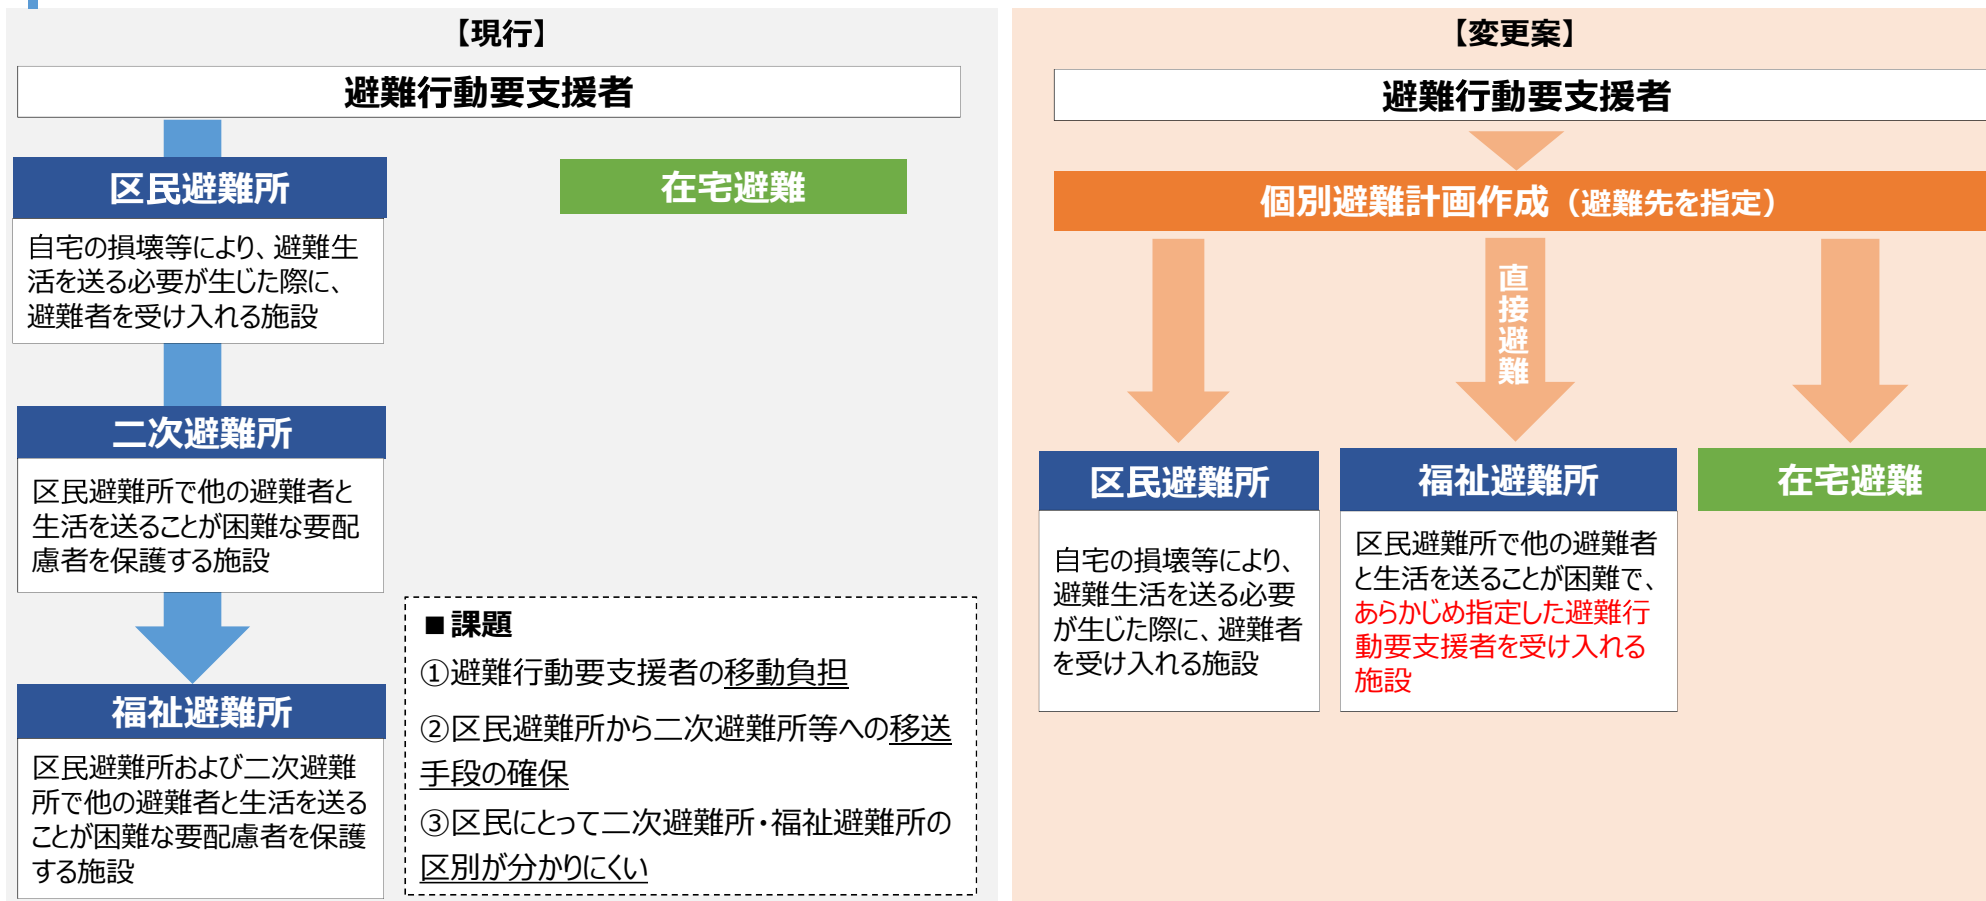 【現行】
避難行動要支援者
区民避難所
自宅の損壊等により、避難生
活を送る必要が生じた際に、
避難者を受け入れる施設
在宅避難
二次避難所
区民避難所で他の避難者と
生活を送ることが困難な要配
慮者を保護する施設
福祉避難所
区民避難所および二次避難
所で他の避難者と生活を送る
ことが困難な要配慮者を保護
する施設
■課題
①避難行動要支援者の移動負担
②区民避難所から二次避難所等への移送
手段の確保
③区民にとって二次避難所・福祉避難所の
区別が分かりにくい
【変更案】
避難行動要支援者
個別避難計画作成（避難先を指定）
直接避難
区民避難所
自宅の損壊等により、
避難生活を送る必要
が生じた際に、避難者
を受け入れる施設
福祉避難所
区民避難所で他の避難者
と生活を送ることが困難で、
あらかじめ指定した避難行
動要支援者を受け入れる
施設
在宅避難